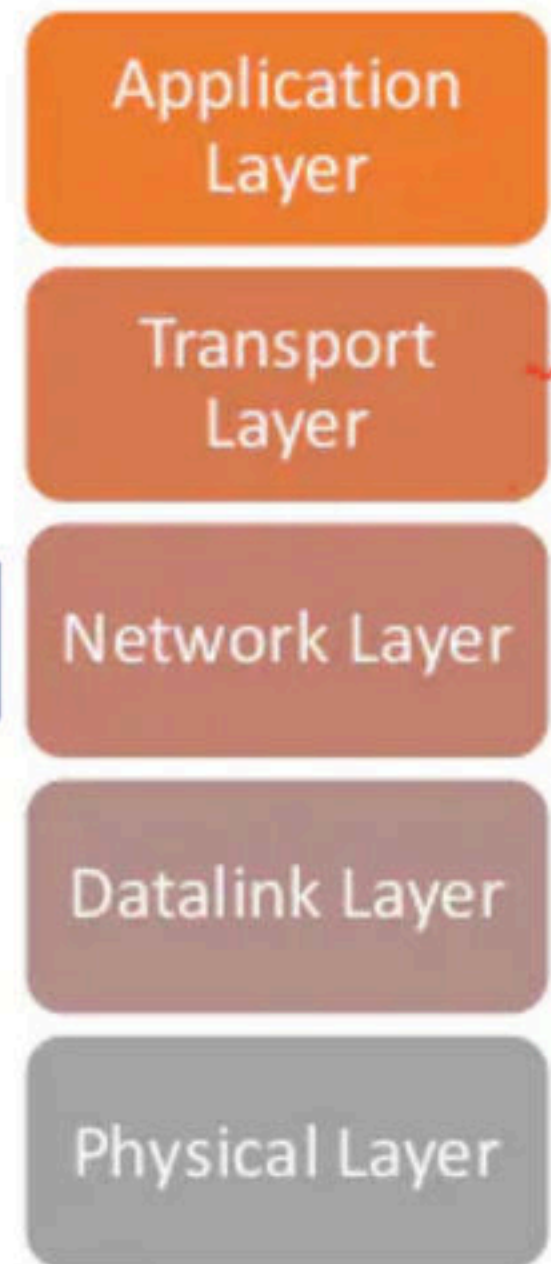 Application
Layer
Transport
Layer
Network Layer
Datalink Layer
Physical Layer